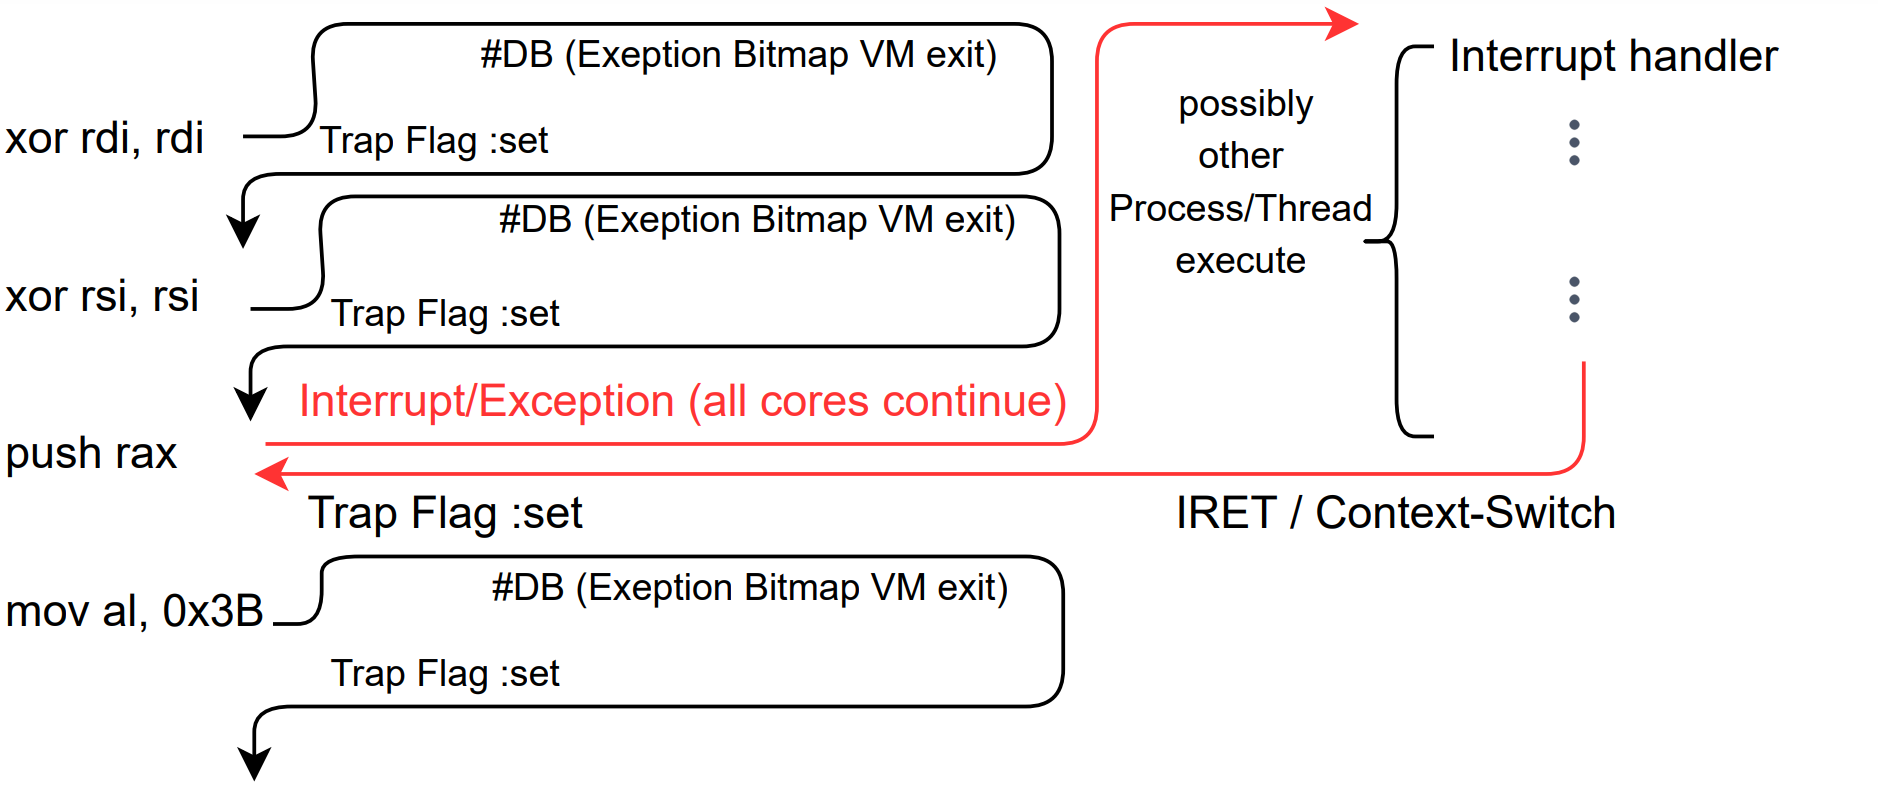 #DB (Exeption Bitmap VM exit)
xor rdi, rdi
Trap Flag :set
#DB (Exeption Bitmap VM exit)
xor rsi, rsi
Trap Flag :set
Interrupt/Exception (all cores continue)
push rax
Trap Flag :set
#DB (Exeption Bitmap VM exit)
mov al, 0x3B
Trap Flag :set
possibly
other
Process/Thread
execute
Interrupt handler
IRET / Context-Switch